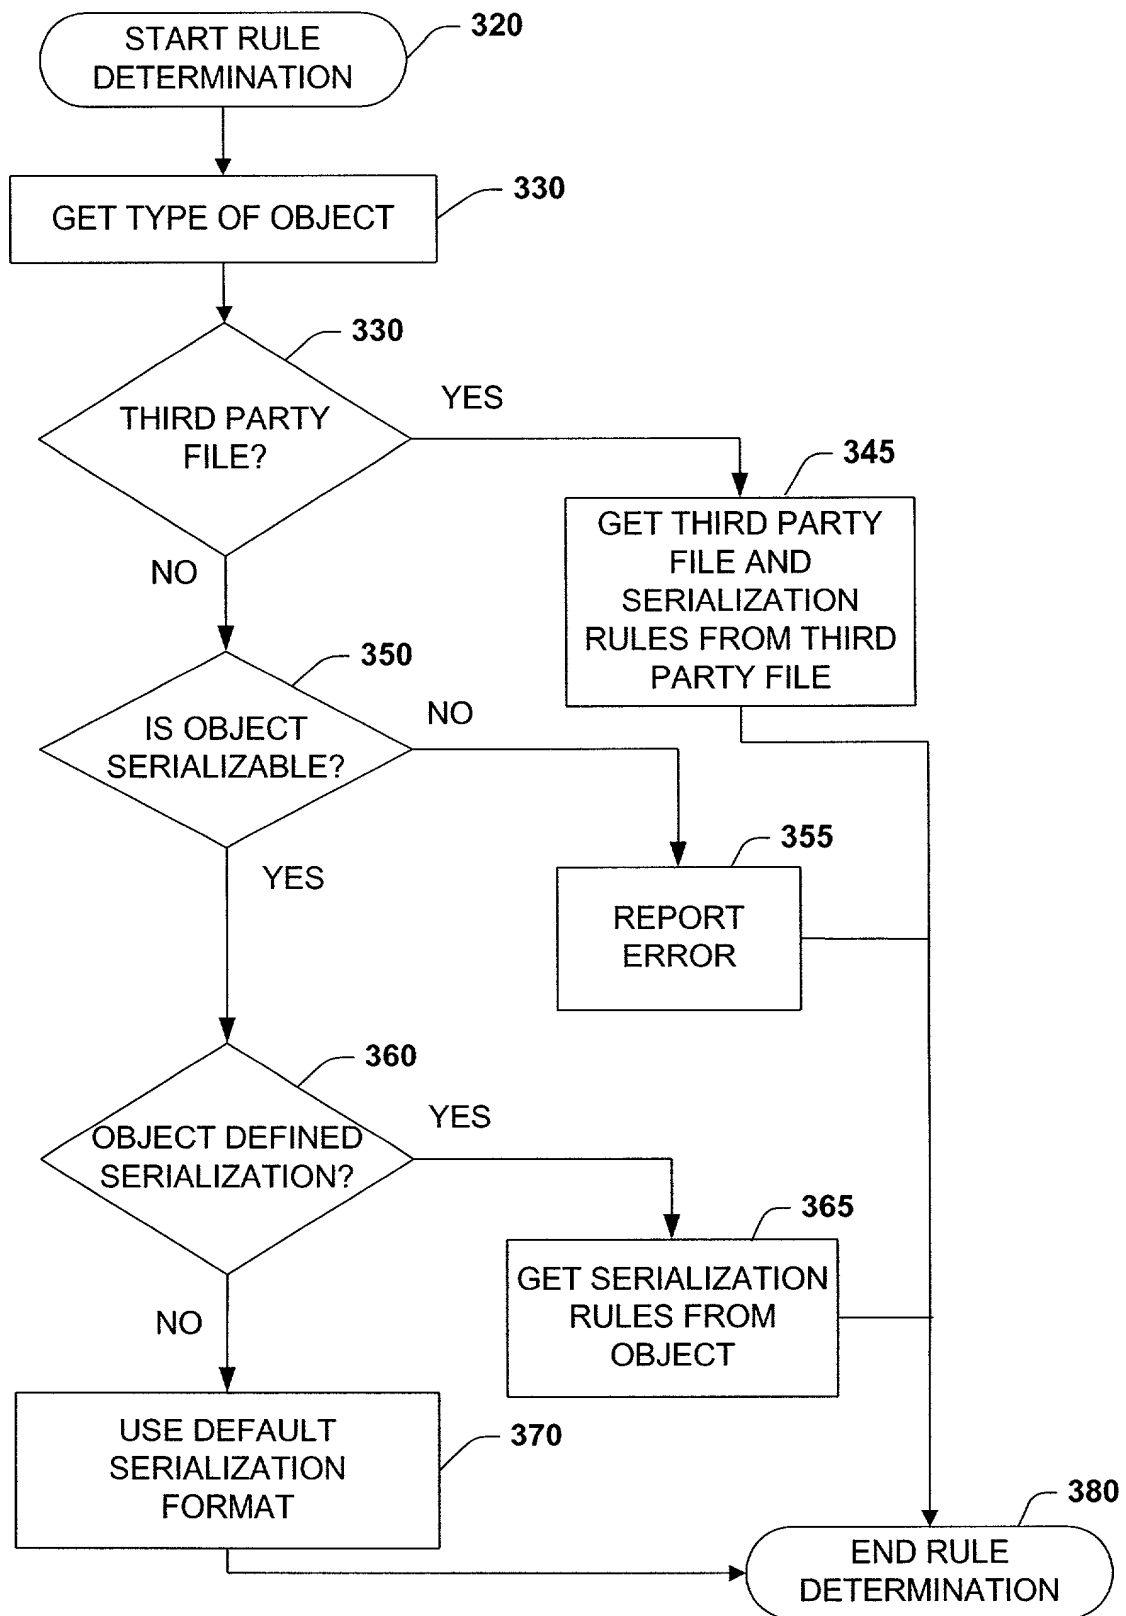 START RULE
DETERMINATION
320
GET TYPE OF OBJECT
330
330
THIRD PARTY
FILE?
YES
NO
345
GET THIRD PARTY
FILE AND
SERIALIZATION
RULES FROM THIRD
PARTY FILE
350
IS OBJECT
SERIALIZABLE?
NO
YES
355
REPORT
ERROR
360
OBJECT DEFINED
SERIALIZATION?
YES
NO
365
GET SERIALIZATION
RULES FROM
OBJECT
370
USE DEFAULT
SERIALIZATION
FORMAT
380
END RULE
DETERMINATION